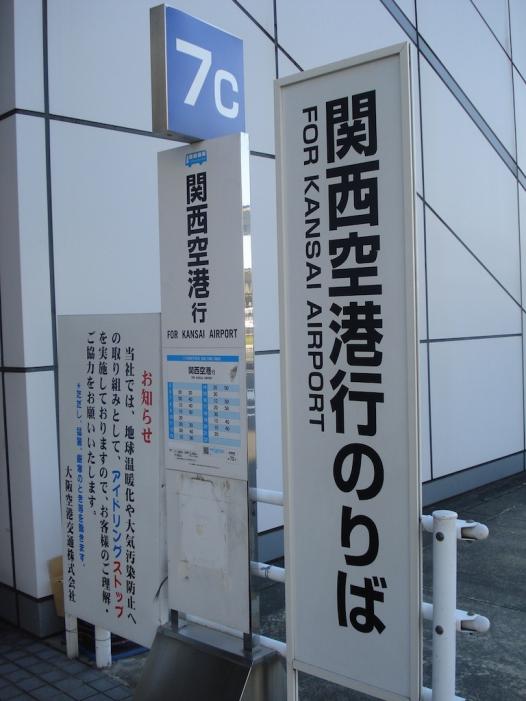 7c
関西空港行
FOR KANSAI AIRPORT
関西空港行
関西空港行のりば
FOR KANSAI AIRPORT
お知らせ
当社では、地球温暖化や大気汚染防止へ
の取り組みとして、アイドリングストップ
を実施しておりますので、お客様のご理解、
ご協力をお願いいたします。
大阪空港交通株式会社